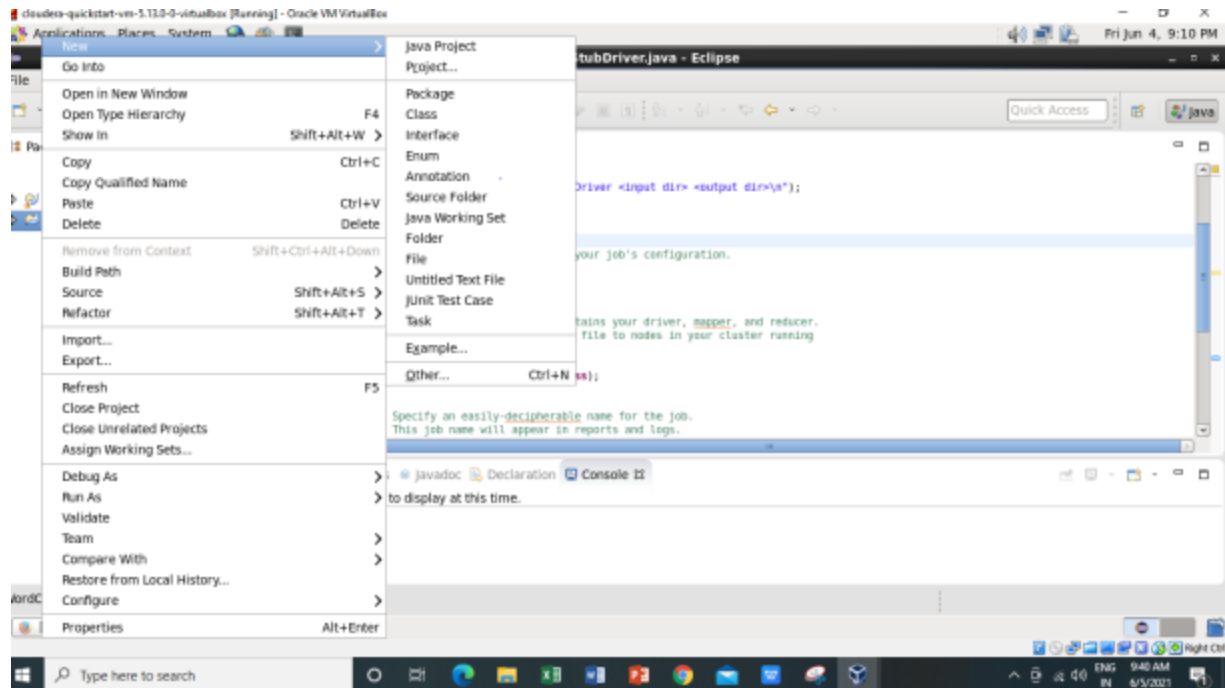 cloudera-quickstart-vm-5.13.0-0-virtualbox [Running] - Oracle VM VirtualBox
Applications Places System
Fri Jun 4, 9:10 PM
New
Java Project
tubDriver.java - Eclipse
Go Into
Project...
File
Open in New Window
Package
Open Type Hierarchy F4
Class
Quick Access
Java
Show In Shift+Alt+W
Interface
Pa
Enum
Copy Ctrl+C
Annotation
Copy Qualified Name
Driver <input dir> <output dir>\n");
Source Folder
Paste Ctrl+V
Java Working Set
Delete Delete
Folder
Remove from Context Shift+Ctrl+Alt+Down
your job's configuration.
File
Build Path
Untitled Text File
Source Shift+Alt+S
JUnit Test Case
Refactor Shift+Alt+T
Task
tains your driver, mapper, and reducer.
file to nodes in your cluster running
Import...
Example...
Export...
Other... Ctrl+N
ss);
Refresh F5
Close Project
Specify an easily-decipherable name for the job.
Close Unrelated Projects
This job name will appear in reports and logs.
Assign Working Sets...
Debug As
Javadoc Declaration Console
Run As
to display at this time.
Validate
Team
Compare With
Restore from Local History...
Configure
WordC
Properties Alt+Enter
Right Ctrl
Type here to search
ENG
IN
9:40 AM
6/5/2021